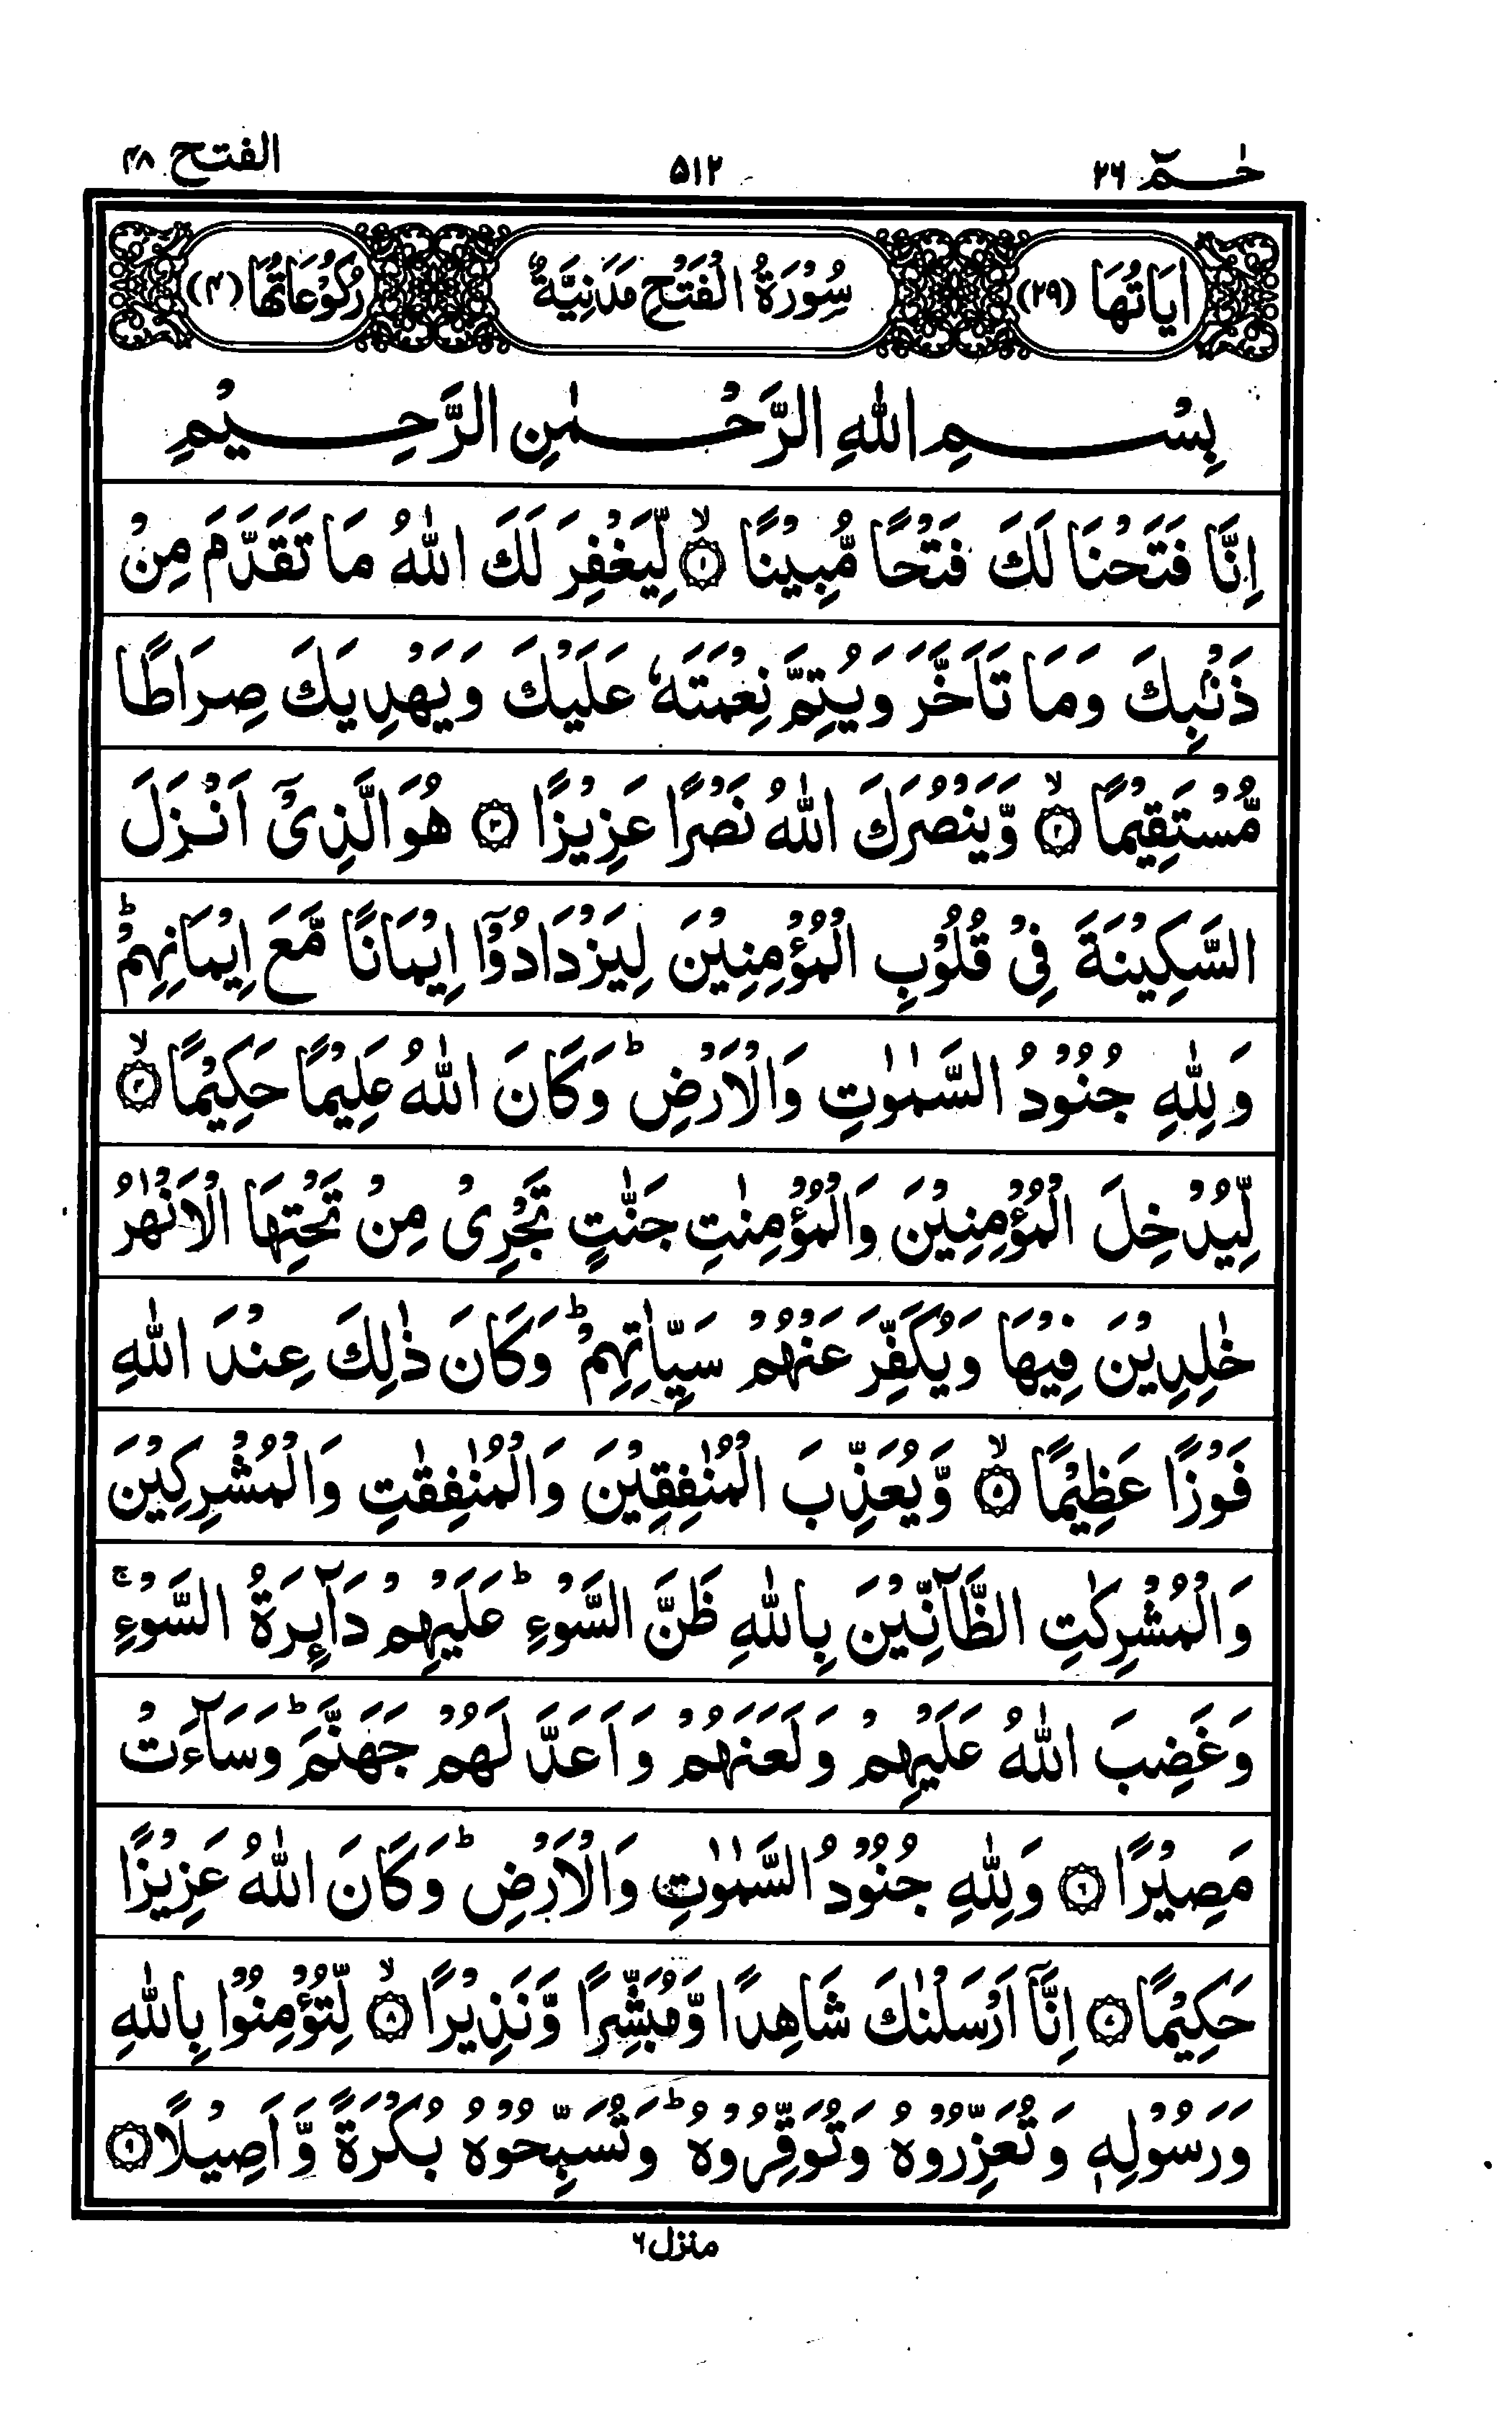 حٰمٓ ٢٦ ٥١٢ الفتح ٤٨
اٰيَاتُهَا (٢٩) سُوْرَةُ الْفَتْحِ مَدَنِيَّةٌ رُكُوْعَاتُهَا (٤)
بِسْمِ اللّٰهِ الرَّحْمٰنِ الرَّحِيْمِ
اِنَّا فَتَحْنَا لَكَ فَتْحًا مُّبِيْنًا ۙ﴿١﴾ لِّيَغْفِرَ لَكَ اللّٰهُ مَا تَقَدَّمَ مِنْ
ذَنْۢبِكَ وَمَا تَاَخَّرَ وَيُتِمَّ نِعْمَتَهٗ عَلَيْكَ وَيَهْدِيَكَ صِرَاطًا
مُّسْتَقِيْمًا ۙ﴿٢﴾ وَّيَنْصُرَكَ اللّٰهُ نَصْرًا عَزِيْزًا ﴿٣﴾ هُوَ الَّذِيْٓ اَنْزَلَ
السَّكِيْنَةَ فِيْ قُلُوْبِ الْمُؤْمِنِيْنَ لِيَزْدَادُوْٓا اِيْمَانًا مَّعَ اِيْمَانِهِمْ ؕ
وَلِلّٰهِ جُنُوْدُ السَّمٰوٰتِ وَالْاَرْضِ ؕ وَكَانَ اللّٰهُ عَلِيْمًا حَكِيْمًا ۙ﴿٤﴾
لِّيُدْخِلَ الْمُؤْمِنِيْنَ وَالْمُؤْمِنٰتِ جَنّٰتٍ تَجْرِيْ مِنْ تَحْتِهَا الْاَنْهٰرُ
خٰلِدِيْنَ فِيْهَا وَيُكَفِّرَ عَنْهُمْ سَيِّاٰتِهِمْ ؕ وَكَانَ ذٰلِكَ عِنْدَ اللّٰهِ
فَوْزًا عَظِيْمًا ۙ﴿٥﴾ وَّيُعَذِّبَ الْمُنٰفِقِيْنَ وَالْمُنٰفِقٰتِ وَالْمُشْرِكِيْنَ
وَالْمُشْرِكٰتِ الظَّآنِّيْنَ بِاللّٰهِ ظَنَّ السَّوْءِ ؕ عَلَيْهِمْ دَآىِٕرَةُ السَّوْءِ ۚ
وَغَضِبَ اللّٰهُ عَلَيْهِمْ وَلَعَنَهُمْ وَاَعَدَّ لَهُمْ جَهَنَّمَ ؕ وَسَآءَتْ
مَصِيْرًا ﴿٦﴾ وَلِلّٰهِ جُنُوْدُ السَّمٰوٰتِ وَالْاَرْضِ ؕ وَكَانَ اللّٰهُ عَزِيْزًا
حَكِيْمًا ﴿٧﴾ اِنَّآ اَرْسَلْنٰكَ شَاهِدًا وَّمُبَشِّرًا وَّنَذِيْرًا ۙ﴿٨﴾ لِّتُؤْمِنُوْا بِاللّٰهِ
وَرَسُوْلِهٖ وَتُعَزِّرُوْهُ وَتُوَقِّرُوْهُ ؕ وَتُسَبِّحُوْهُ بُكْرَةً وَّاَصِيْلًا ﴿٩﴾
منزل ٦